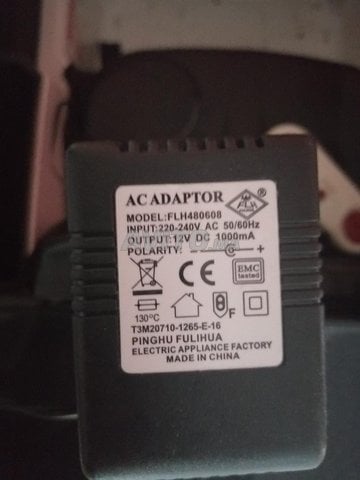 AC ADAPTOR
FLH
®
MODEL:FLH480608
INPUT:220-240V AC 50/60Hz
OUTPUT:12V DC 1000mA
POLARITY: - +
CE
EMC
tested
130°C
F
T3M20710-1265-E-16
PINGHU FULIHUA
ELECTRIC APPLIANCE FACTORY
MADE IN CHINA